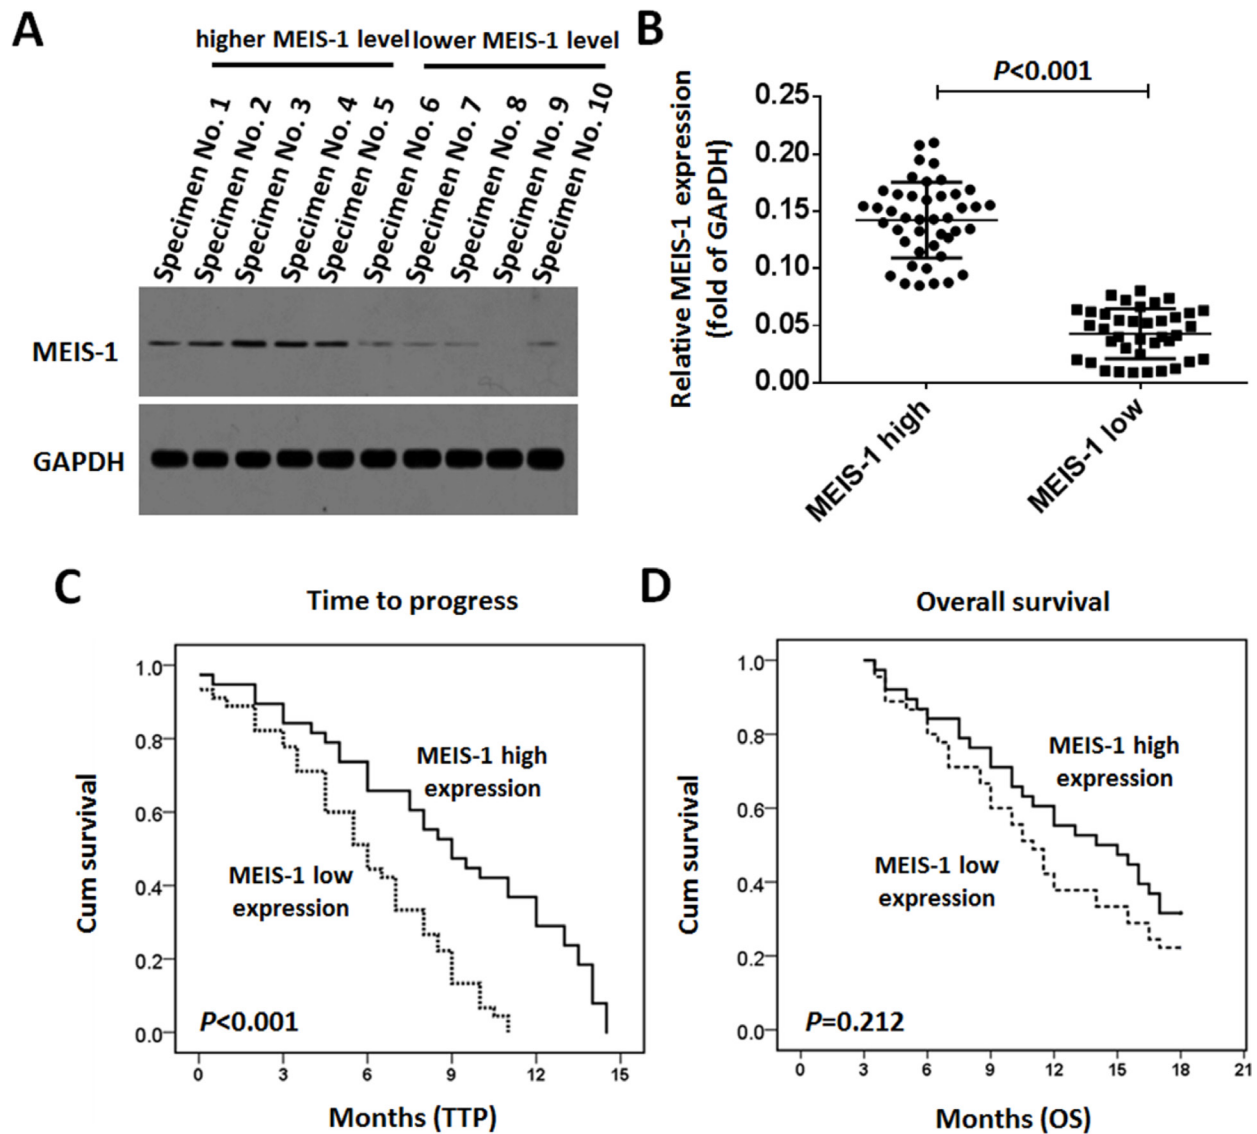 A
higher MEIS-1 level
lower MEIS-1 level
Specimen No. 1
Specimen No. 2
Specimen No. 3
Specimen No. 4
Specimen No. 5
Specimen No. 6
Specimen No. 7
Specimen No. 8
Specimen No. 9
Specimen No. 10
MEIS-1
GAPDH
B
P<0.001
Relative MEIS-1 expression
(fold of GAPDH)
0.25
0.20
0.15
0.10
0.05
0.00
MEIS-1 high
MEIS-1 low
C
Time to progress
Cum survival
1.0
0.8
0.6
0.4
0.2
0.0
MEIS-1 high
expression
MEIS-1 low
expression
P<0.001
0 3 6 9 12 15
Months (TTP)
D
Overall survival
Cum survival
1.0
0.8
0.6
0.4
0.2
0.0
MEIS-1 high
expression
MEIS-1 low
expression
P=0.212
0 3 6 9 12 15 18 21
Months (OS)